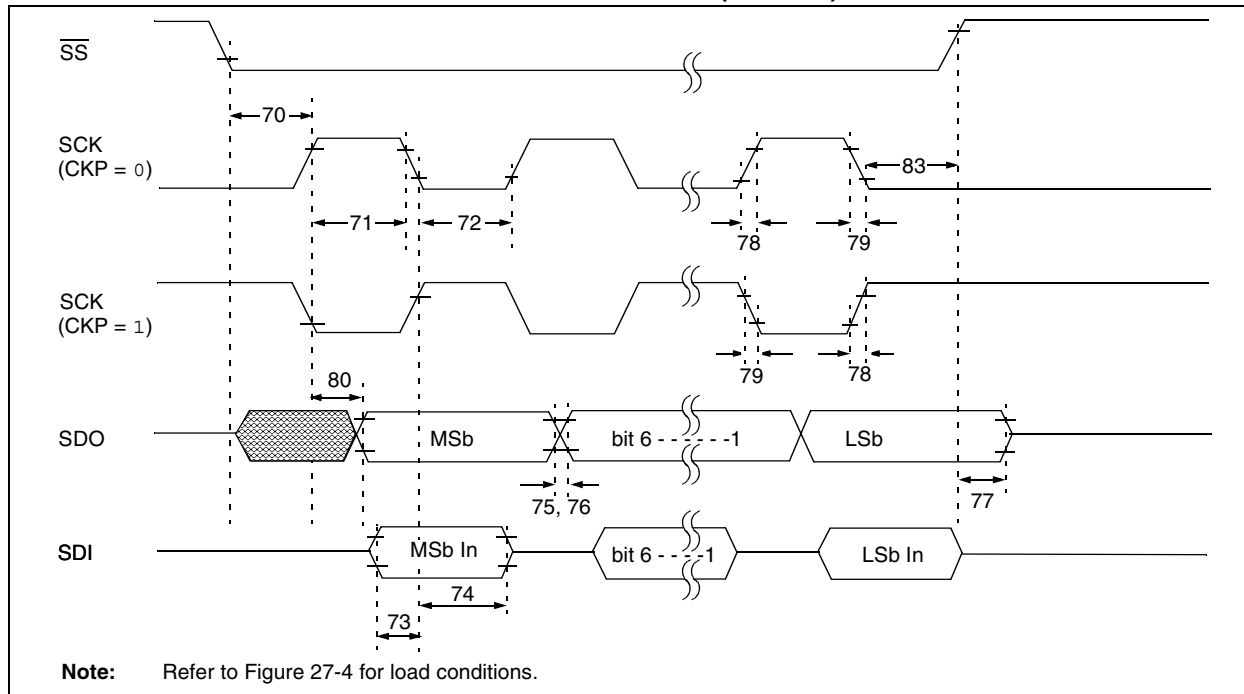 SS
70
SCK
(CKP = 0)
83
71
72
78
79
SCK
(CKP = 1)
79
78
80
SDO
MSb
bit 6 - - - - - -1
LSb
75, 76
77
SDI
MSb In
bit 6 - - - -1
LSb In
74
73
Note: Refer to Figure 27-4 for load conditions.